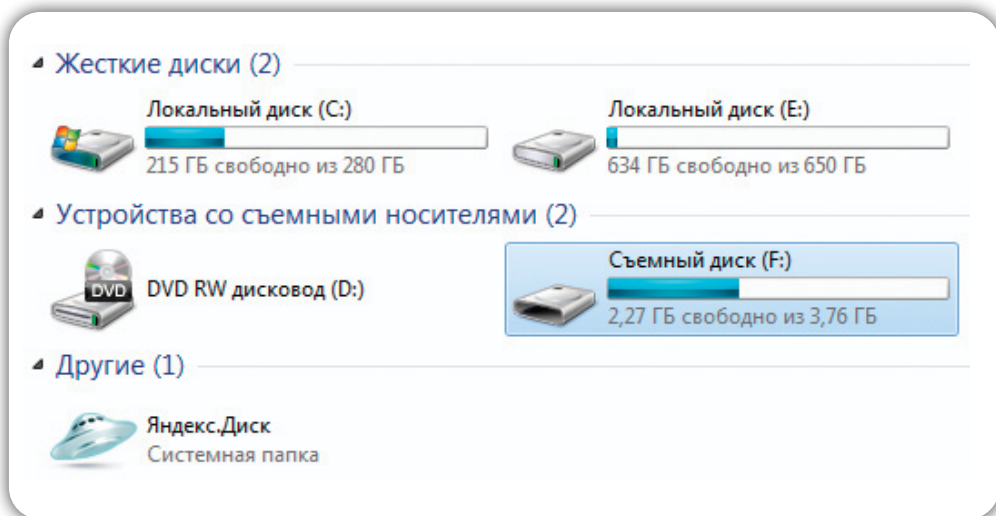 Жесткие диски (2)
Локальный диск (C:)
215 ГБ свободно из 280 ГБ
Локальный диск (E:)
634 ГБ свободно из 650 ГБ
Устройства со съемными носителями (2)
DVD
DVD RW дисковод (D:)
Съемный диск (F:)
2,27 ГБ свободно из 3,76 ГБ
Другие (1)
Яндекс.Диск
Системная папка